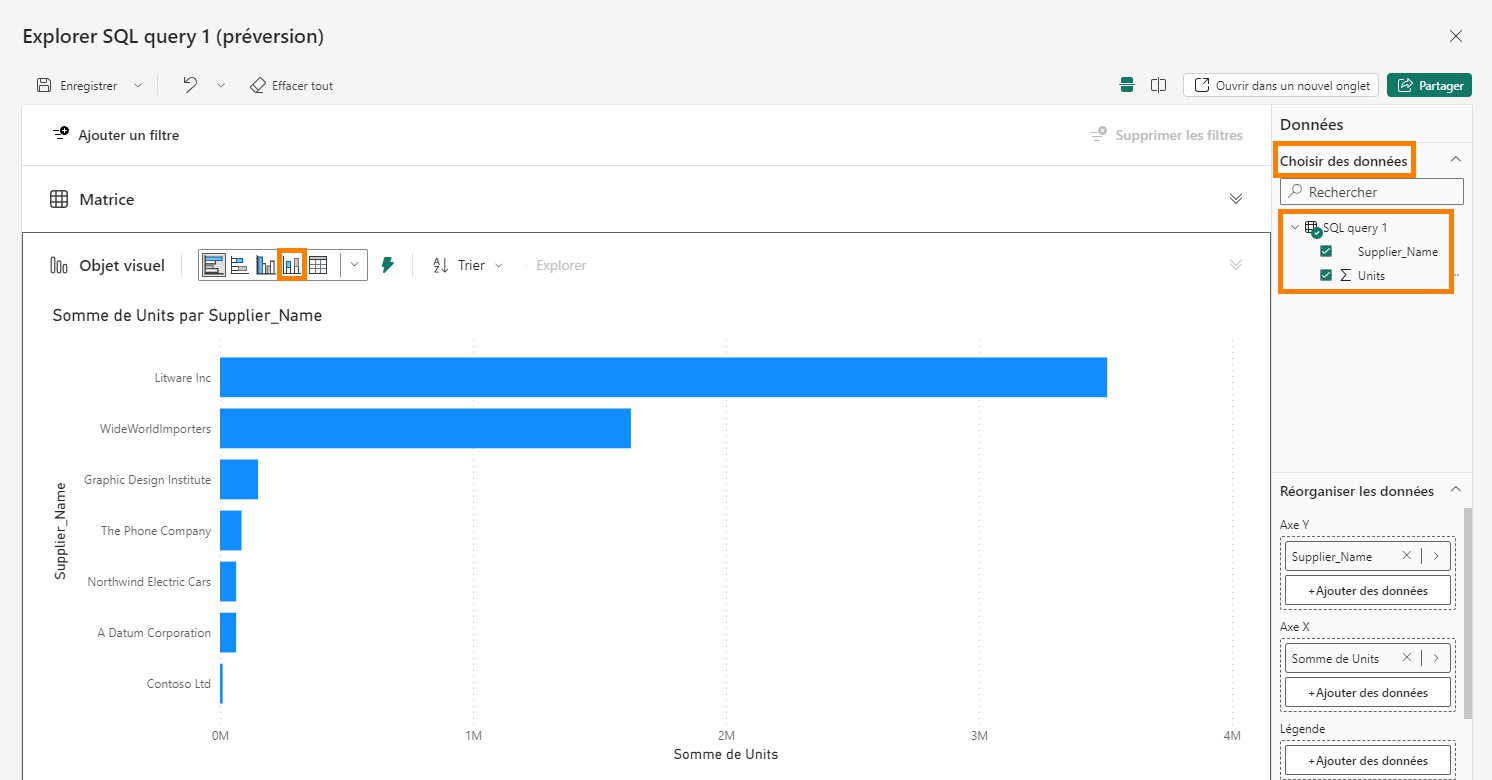 Explorer SQL query 1 (préversion)
Enregistrer
Effacer tout
Ouvrir dans un nouvel onglet
Partager
Ajouter un filtre
Supprimer les filtres
Matrice
Objet visuel
Trier
Explorer
Somme de Units par Supplier_Name
Supplier_Name
Litware Inc
WideWorldImporters
Graphic Design Institute
The Phone Company
Northwind Electric Cars
A Datum Corporation
Contoso Ltd
0M 1M 2M 3M 4M
Somme de Units
Données
Choisir des données
Rechercher
SQL query 1
Supplier_Name
Σ Units
Réorganiser les données
Axe Y
Supplier_Name
+Ajouter des données
Axe X
Somme de Units
+Ajouter des données
Légende
+Ajouter des données